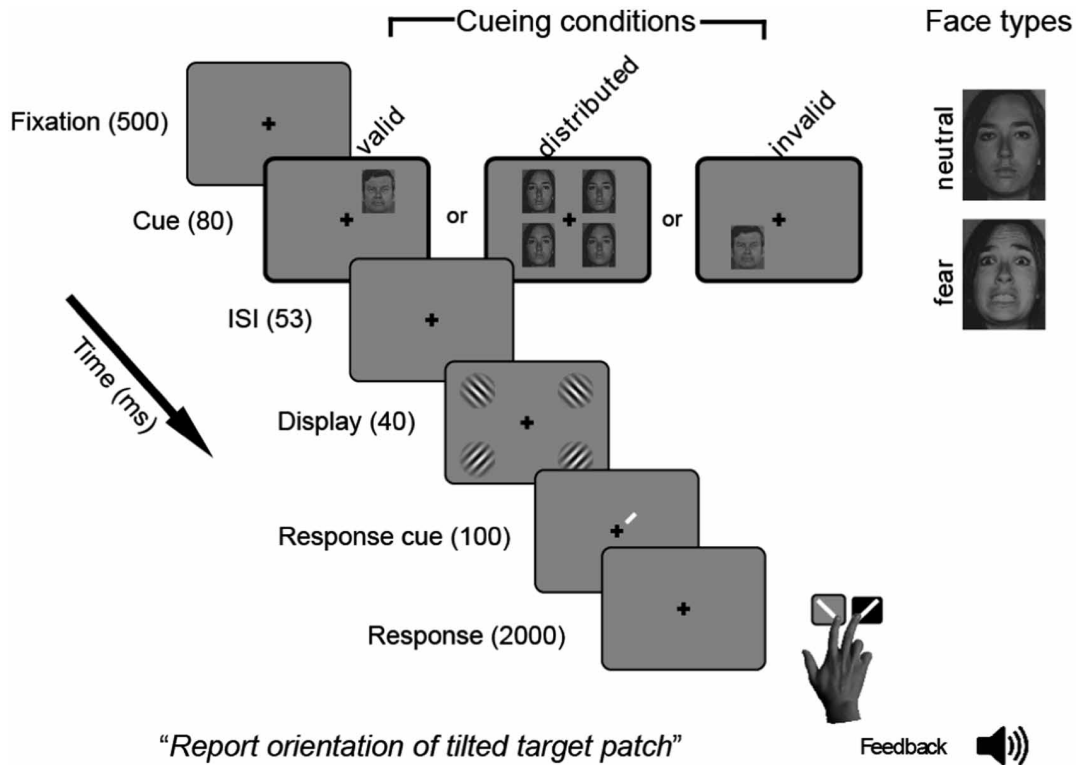 Cueing conditions
Face types
Fixation (500)
valid
distributed
invalid
neutral
Cue (80)
or
or
fear
ISI (53)
Time (ms)
Display (40)
Response cue (100)
Response (2000)
“Report orientation of tilted target patch”
Feedback